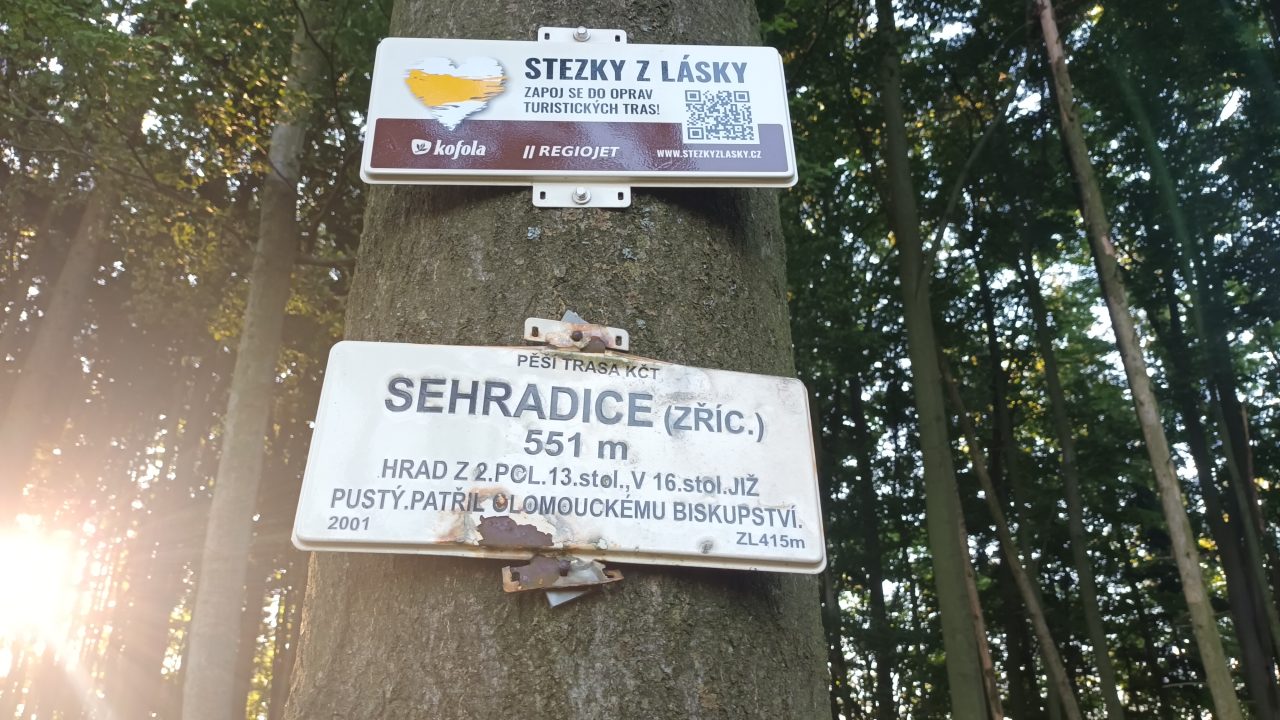 STEZKY Z LÁSKY
ZAPOJ SE DO OPRAV
TURISTICKÝCH TRAS!
kofola
REGIOJET
WWW.STEZKYZLASKY.CZ
PĚŠÍ TRASA KČT
SEHRADICE (ZŘÍC.)
551 m
HRAD Z 2.POL.13.stol.,V 16.stol.JIŽ
PUSTÝ.PATŘIL OLOMOUCKÉMU BISKUPSTVÍ.
2001
ZL415m